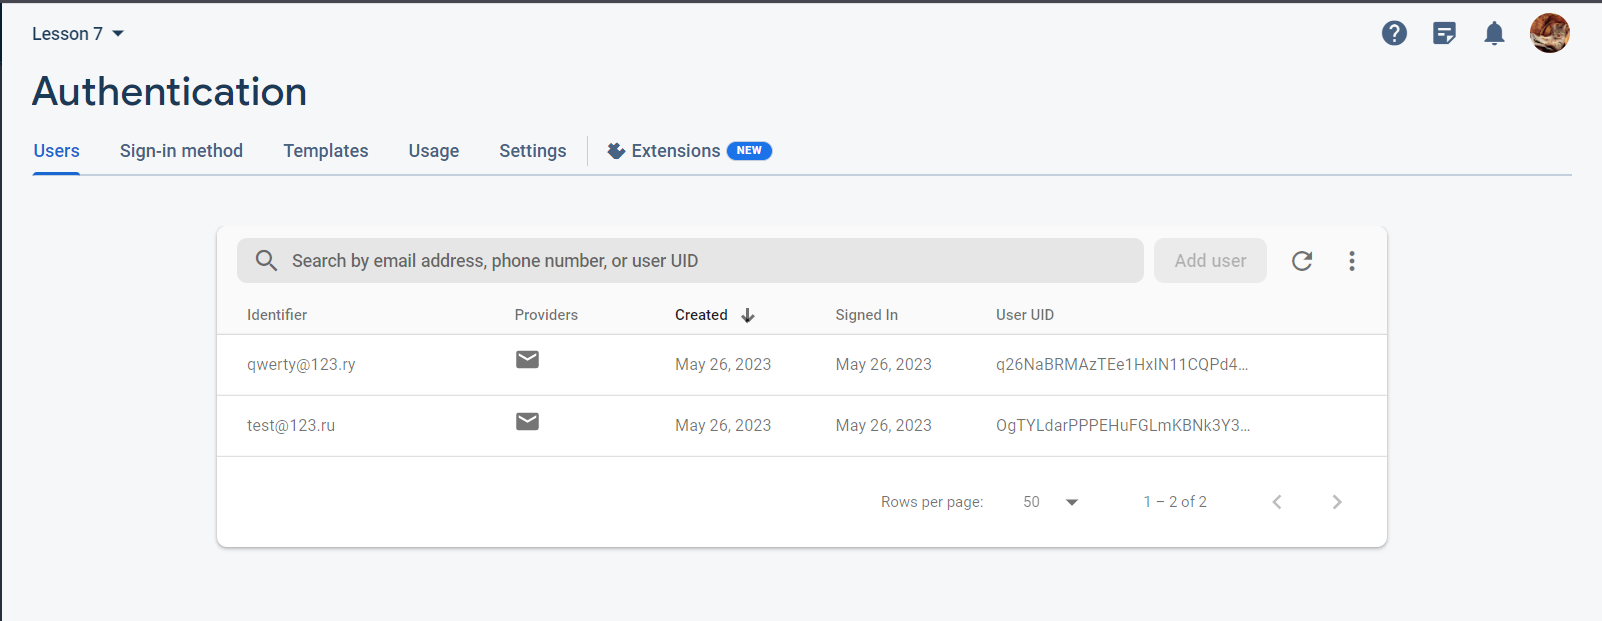 Lesson 7
Authentication
Users Sign-in method Templates Usage Settings Extensions NEW
Search by email address, phone number, or user UID Add user
Identifier Providers Created Signed In User UID
qwerty@123.ry May 26, 2023 May 26, 2023 q26NaBRMAzTEe1HxIN11CQPd4...
test@123.ru May 26, 2023 May 26, 2023 OgTYLdarPPPEHuFGLmKBNk3Y3...
Rows per page: 50 1 – 2 of 2